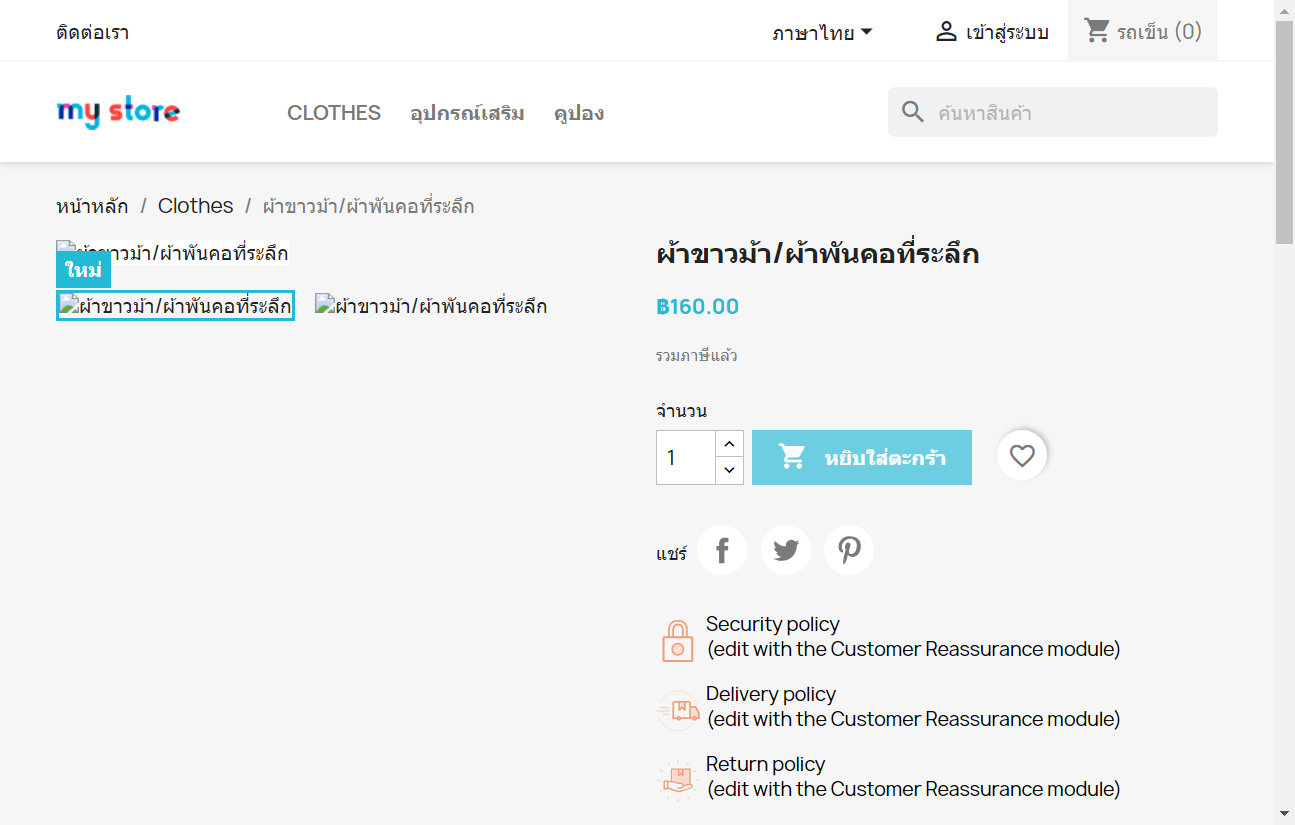 ติดต่อเรา
ภาษาไทย
เข้าสู่ระบบ
รถเข็น (0)
my store
CLOTHES
อุปกรณ์เสริม
คูปอง
ค้นหาสินค้า
หน้าหลัก / Clothes / ผ้าขาวม้า/ผ้าพันคอที่ระลึก
ผ้าขาวม้า/ผ้าพันคอที่ระลึก
ใหม่
ผ้าขาวม้า/ผ้าพันคอที่ระลึก
ผ้าขาวม้า/ผ้าพันคอที่ระลึก
ผ้าขาวม้า/ผ้าพันคอที่ระลึก
฿160.00
รวมภาษีแล้ว
จำนวน
1
หยิบใส่ตะกร้า
แชร์
Security policy
(edit with the Customer Reassurance module)
Delivery policy
(edit with the Customer Reassurance module)
Return policy
(edit with the Customer Reassurance module)